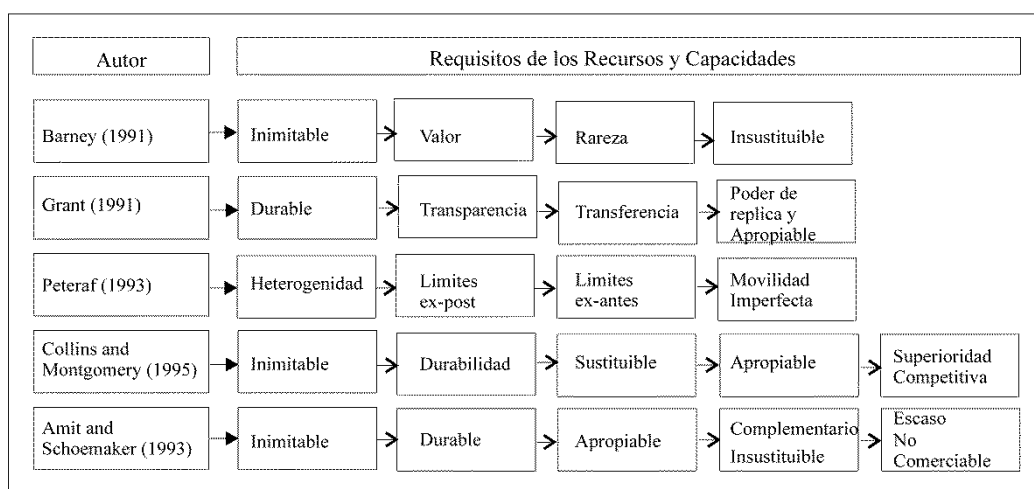 Autor
Requisitos de los Recursos y Capacidades
Barney (1991)
Inimitable
Valor
Rareza
Insustituible
Grant (1991)
Durable
Transparencia
Transferencia
Poder de
replica y
Apropiable
Peteraf (1993)
Heterogenidad
Limites
ex-post
Limites
ex-antes
Movilidad
Imperfecta
Collins and
Montgomery (1995)
Inimitable
Durabilidad
Sustituible
Apropiable
Superioridad
Competitiva
Amit and
Schoemaker (1993)
Inimitable
Durable
Apropiable
Complementario
Insustituible
Escaso
No
Comerciable